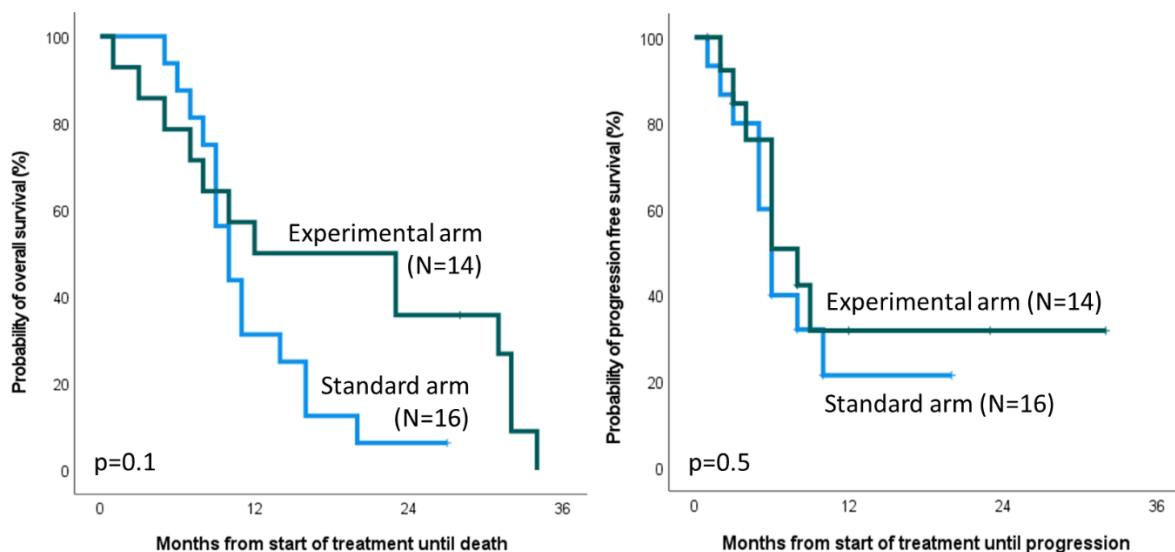 Probability of overall survival (%)
100
80
60
40
20
0
Experimental arm
(N=14)
Standard arm
(N=16)
p=0.1
0
12
24
36
Months from start of treatment until death
Probability of progression free survival (%)
100
80
60
40
20
0
Experimental arm (N=14)
Standard arm (N=16)
p=0.5
0
12
24
36
Months from start of treatment until progression